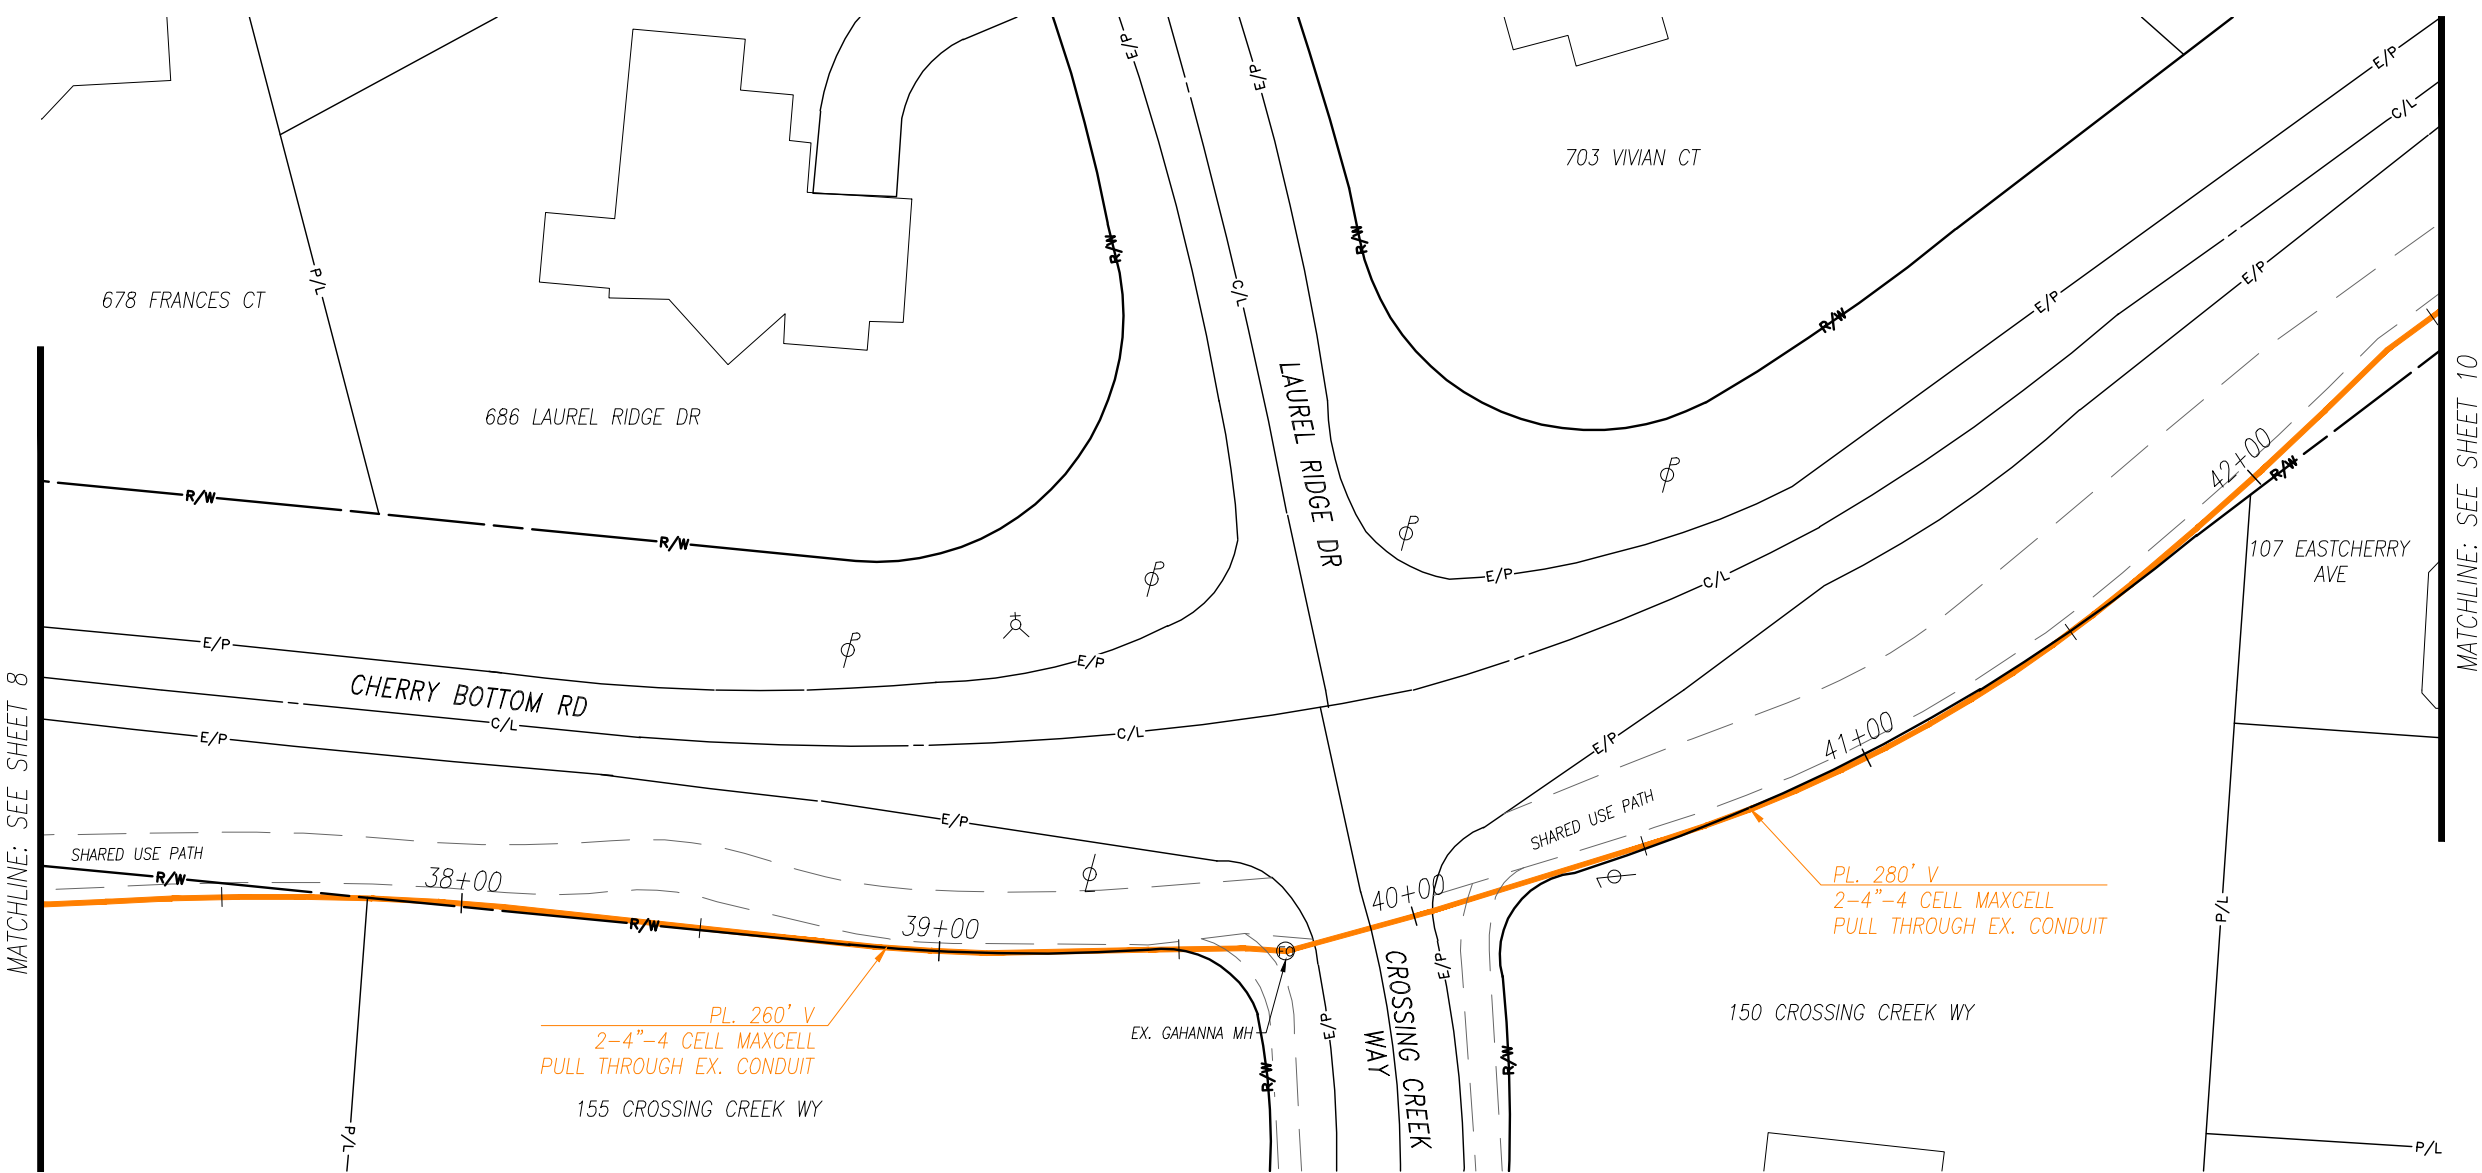 E/P
E/P
E/P
C/L
703 VIVIAN CT
R/W
R/W
P/L
678 FRANCES CT
C/L
E/P
E/P
R/W
686 LAUREL RIDGE DR
LAUREL RIDGE DR
MATCHLINE: SEE SHEET 10
42+00
R/W
R/W
R/W
107 EASTCHERRY
AVE
E/P
C/L
E/P
E/P
CHERRY BOTTOM RD
C/L
C/L
E/P
E/P
41+00
MATCHLINE: SEE SHEET 8
E/P
SHARED USE PATH
SHARED USE PATH
R/W
38+00
40+00
PL. 280' V
2-4"-4 CELL MAXCELL
PULL THROUGH EX. CONDUIT
P/L
R/W
39+00
FO
E/P
CROSSING CREEK
WAY
PL. 260' V
2-4"-4 CELL MAXCELL
PULL THROUGH EX. CONDUIT
EX. GAHANNA MH
E/P
150 CROSSING CREEK WY
R/W
R/W
155 CROSSING CREEK WY
P/L
P/L